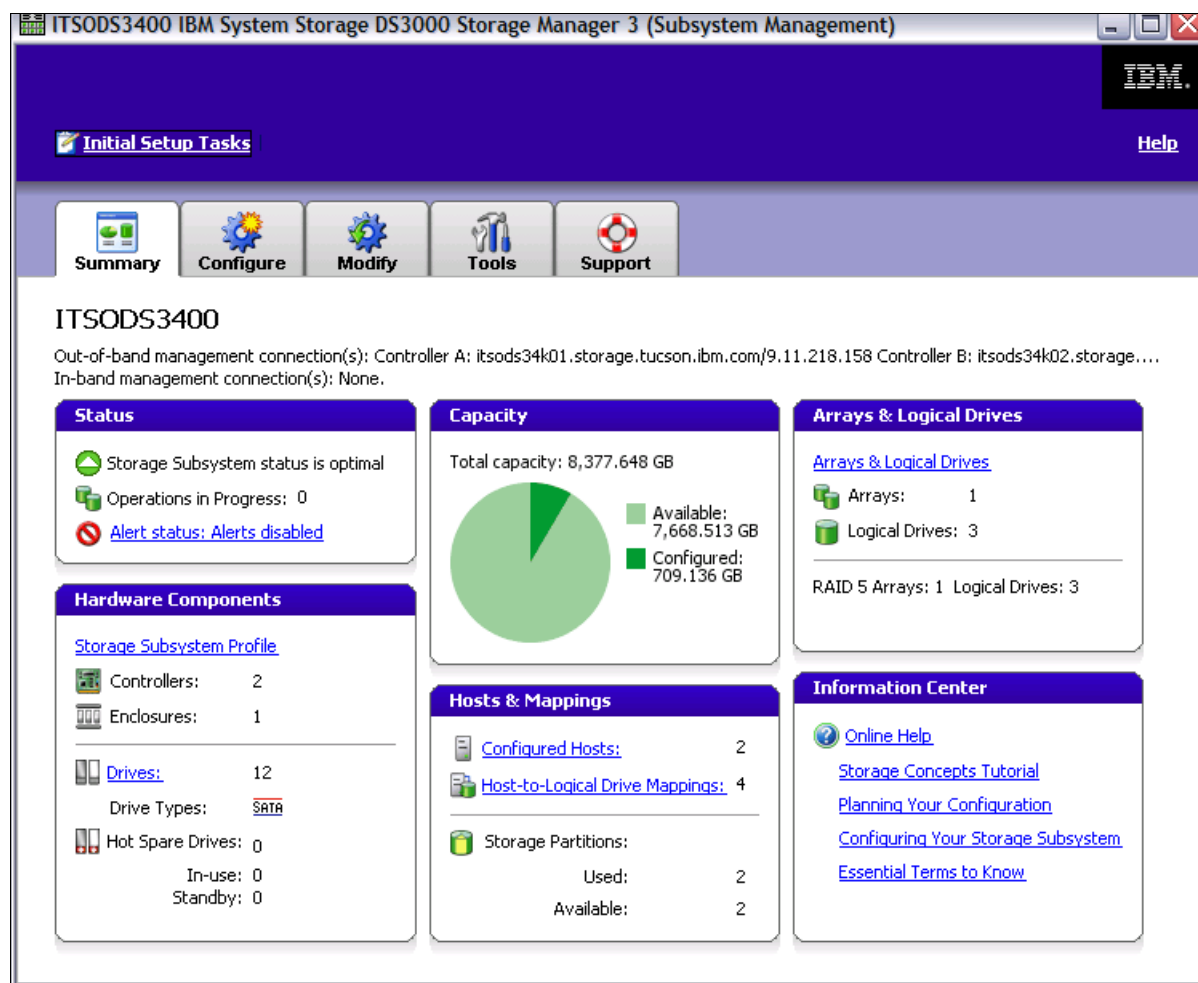 ITSODS3400 IBM System Storage DS3000 Storage Manager 3 (Subsystem Management)
IBM.
Initial Setup Tasks
Help
Summary
Configure
Modify
Tools
Support
ITSODS3400
Out-of-band management connection(s): Controller A: itsods34k01.storage.tucson.ibm.com/9.11.218.158 Controller B: itsods34k02.storage....
In-band management connection(s): None.
Status
Storage Subsystem status is optimal
Operations in Progress: 0
Alert status: Alerts disabled
Hardware Components
Storage Subsystem Profile
Controllers: 2
Enclosures: 1
Drives: 12
Drive Types: SATA
Hot Spare Drives: 0
In-use: 0
Standby: 0
Capacity
Total capacity: 8,377.648 GB
Available:
7,668.513 GB
Configured:
709.136 GB
Hosts & Mappings
Configured Hosts: 2
Host-to-Logical Drive Mappings: 4
Storage Partitions:
Used: 2
Available: 2
Arrays & Logical Drives
Arrays & Logical Drives
Arrays: 1
Logical Drives: 3
RAID 5 Arrays: 1 Logical Drives: 3
Information Center
Online Help
Storage Concepts Tutorial
Planning Your Configuration
Configuring Your Storage Subsystem
Essential Terms to Know